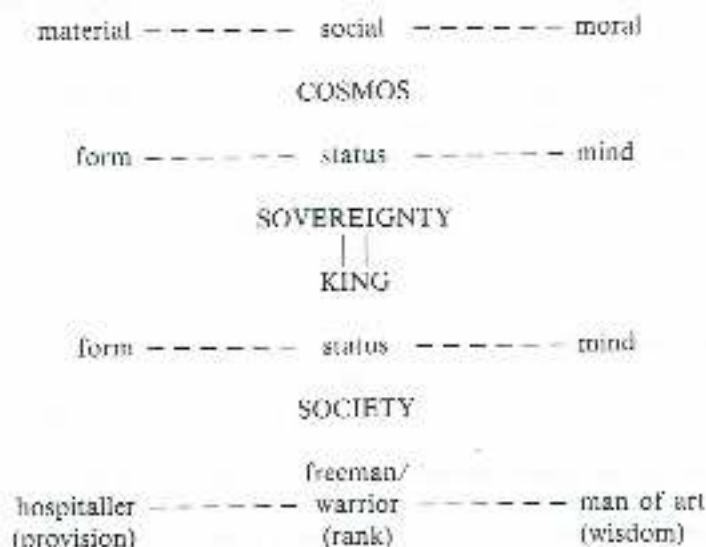 material – – – – – – social – – – – – – moral
COSMOS
form – – – – – – status – – – – – – mind
SOVEREIGNTY
KING
form – – – – – – status – – – – – – mind
SOCIETY
freeman/
hospitaller – – – – – – warrior – – – – – – man of art
(provision) (rank) (wisdom)